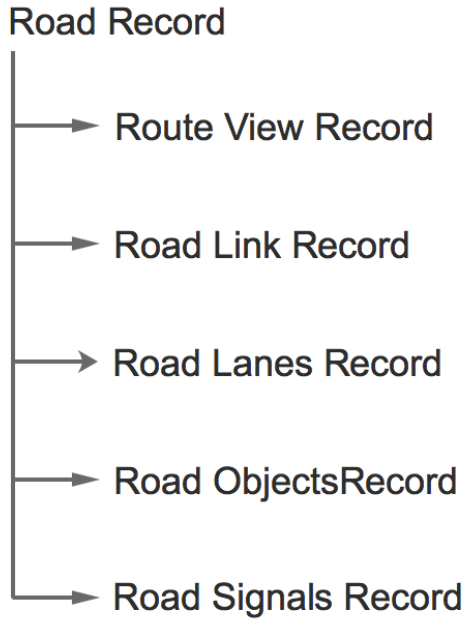 Road Record
Route View Record
Road Link Record
Road Lanes Record
Road ObjectsRecord
Road Signals Record